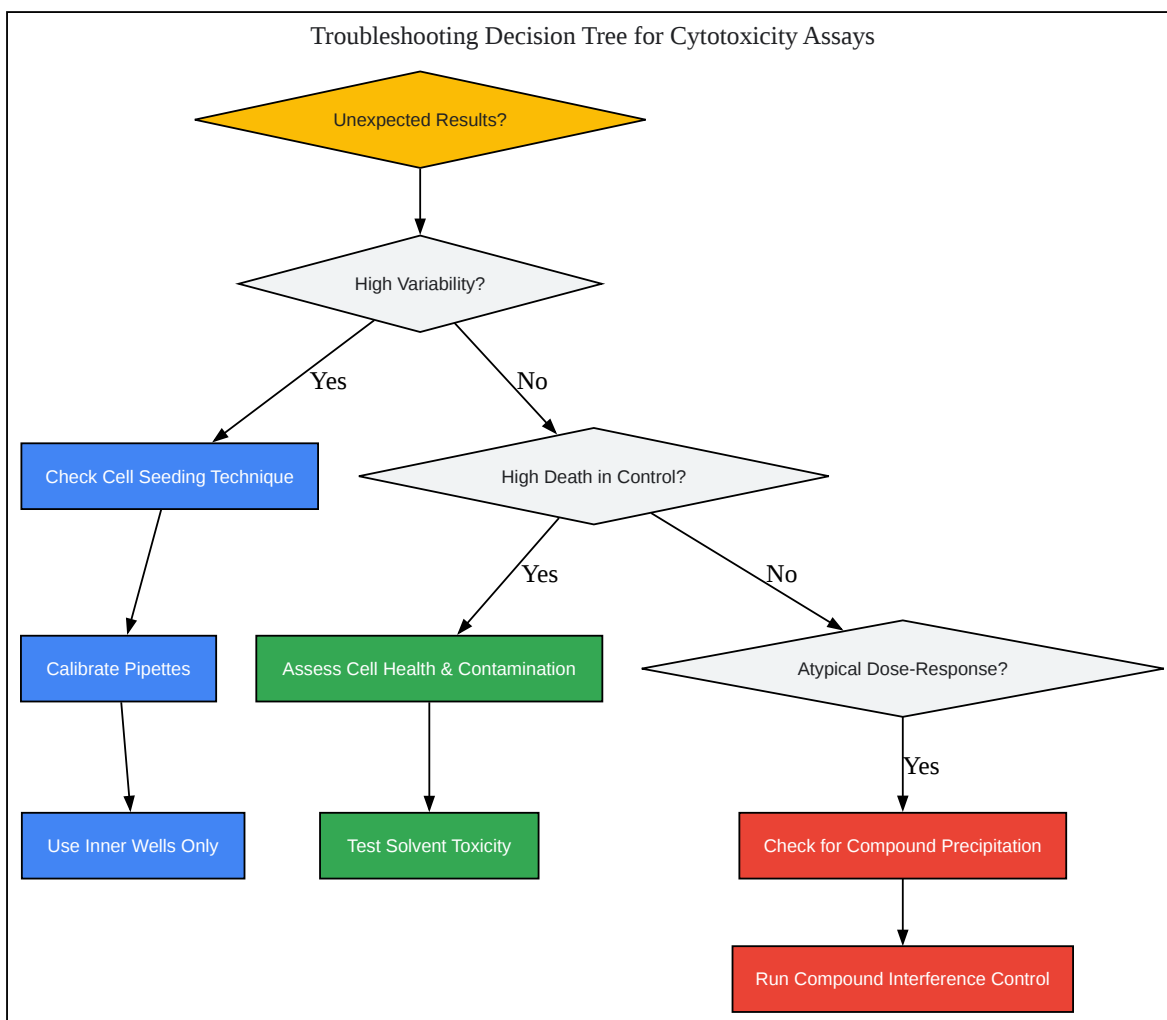 Troubleshooting Decision Tree for Cytotoxicity Assays
Unexpected Results?
High Variability?
Yes
No
Check Cell Seeding Technique
High Death in Control?
Yes
No
Calibrate Pipettes
Assess Cell Health & Contamination
Atypical Dose-Response?
Yes
Use Inner Wells Only
Test Solvent Toxicity
Check for Compound Precipitation
Run Compound Interference Control